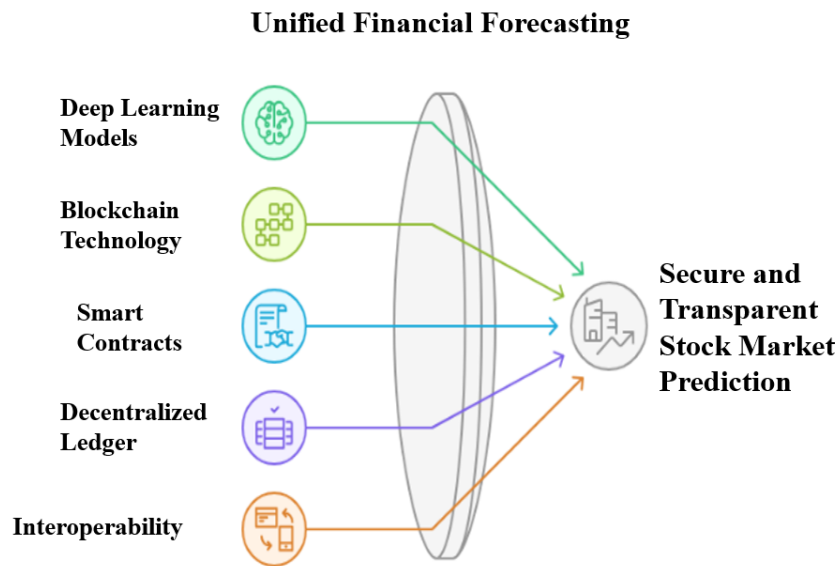 Unified Financial Forecasting
Deep Learning
Models
Blockchain
Technology
Smart
Contracts
Decentralized
Ledger
Interoperability
Secure and
Transparent
Stock Market
Prediction